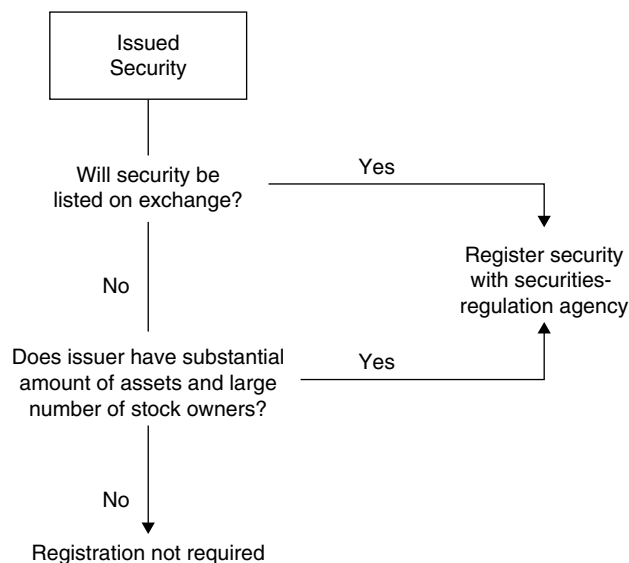 Issued
Security
Will security be
listed on exchange?
Yes
Register security
with securities-
regulation agency
No
Does issuer have substantial
amount of assets and large
number of stock owners?
Yes
No
Registration not required